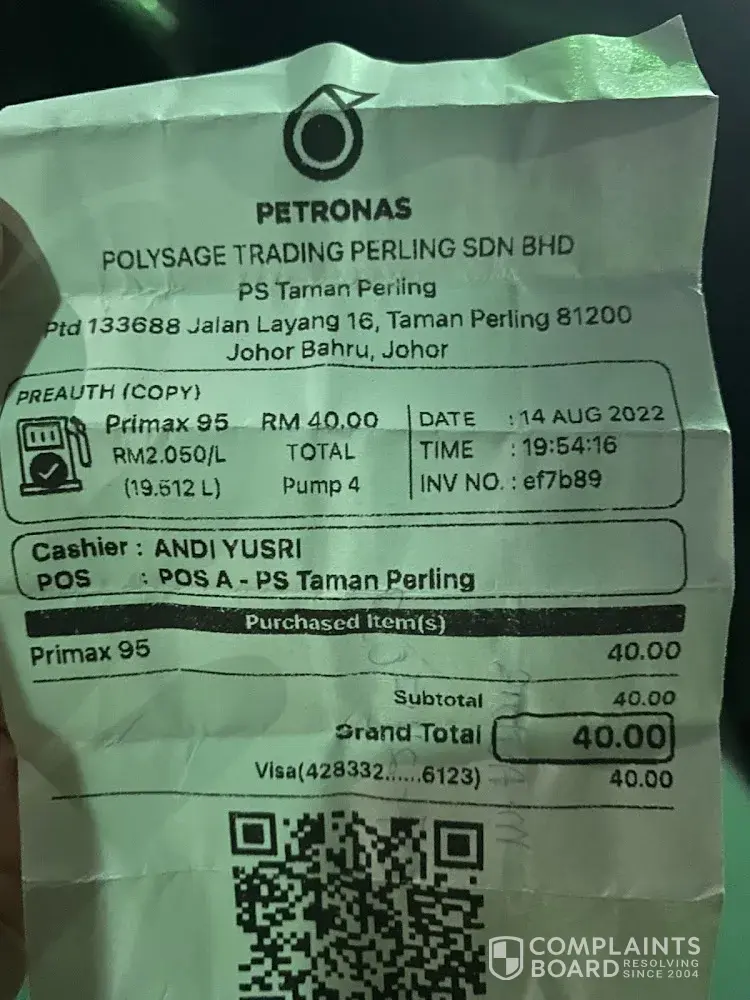 PETRONAS
POLYSAGE TRADING PERLING SDN BHD
PS Taman Perling
Ptd 133688 Jalan Layang 16, Taman Perling 81200
Johor Bahru, Johor
PREAUTH (COPY)
Primax 95 RM 40.00 DATE : 14 AUG 2022
RM2.050/L TOTAL TIME : 19:54:16
(19.512 L) Pump 4 INV NO. : ef7b89
Cashier : ANDI YUSRI
POS : POS A - PS Taman Perling
Purchased Item(s)
Primax 95 40.00
Subtotal 40.00
Grand Total 40.00
Visa(428332......6123) 40.00
COMPLAINTS
BOARD RESOLVING
SINCE 2004